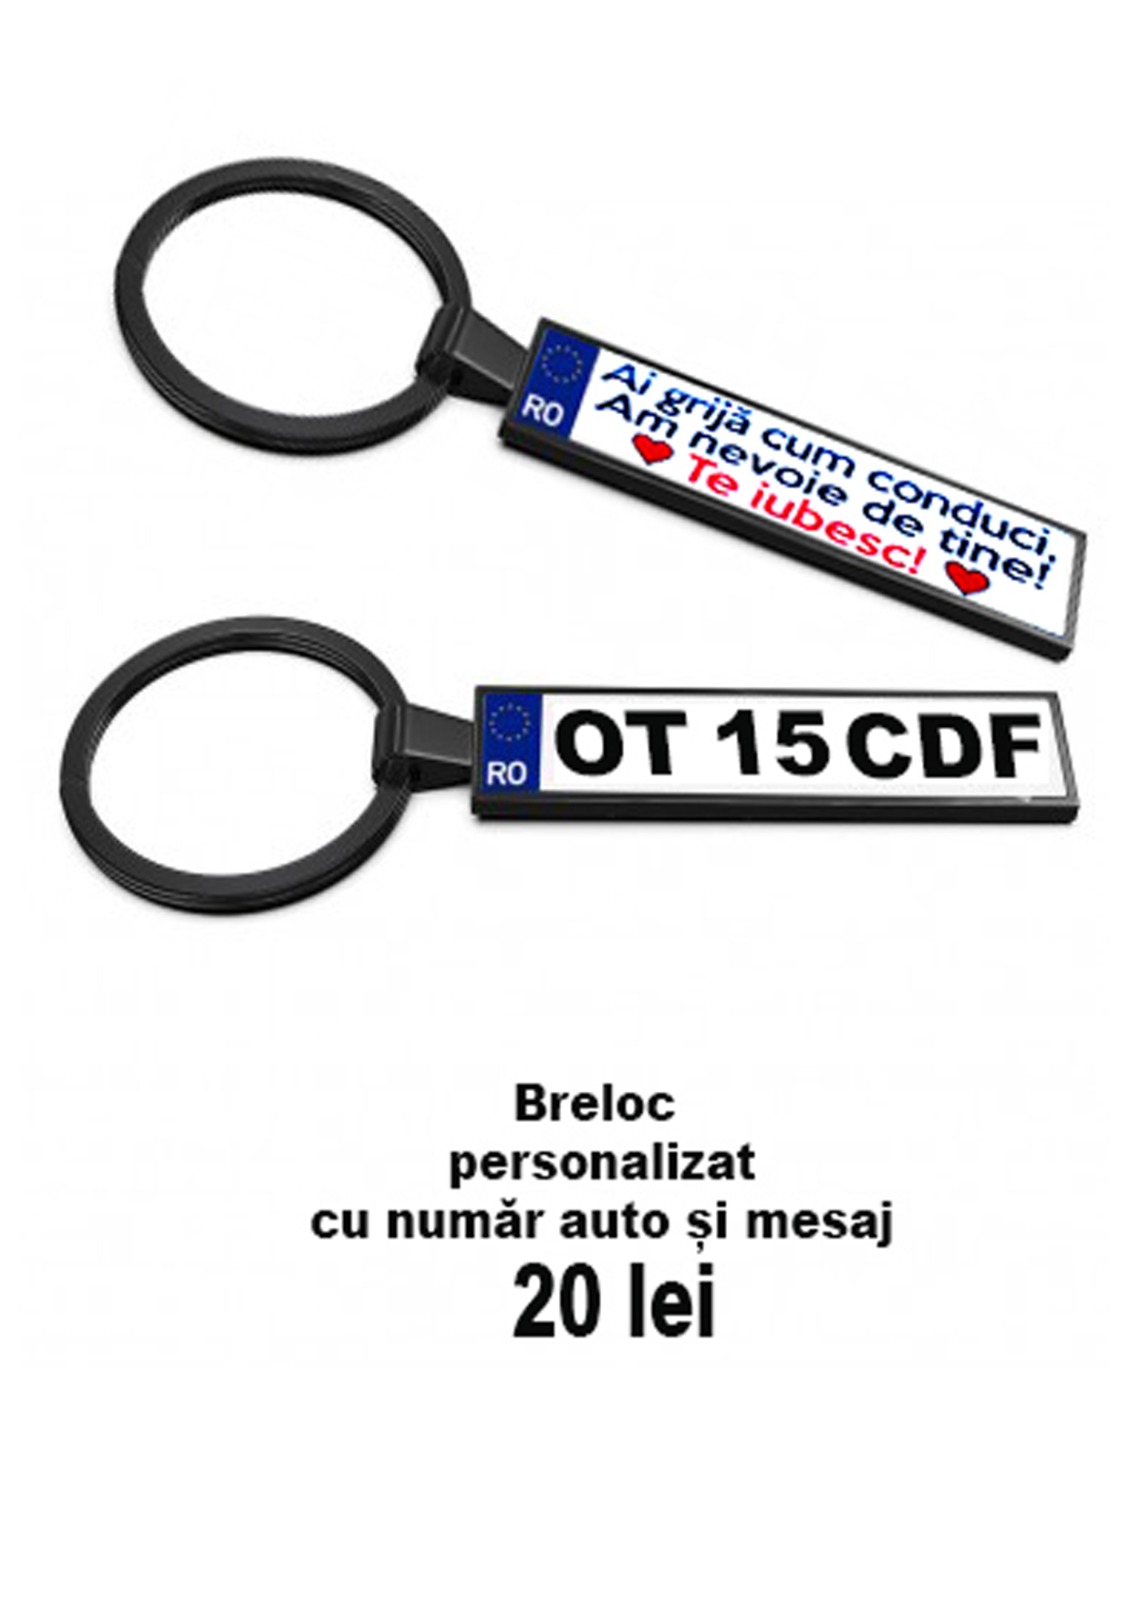 RO
Ai grijă cum conduci,
Am nevoie de tine!
Te iubesc!
RO
OT 15 CDF
Breloc
personalizat
cu număr auto și mesaj
20 lei